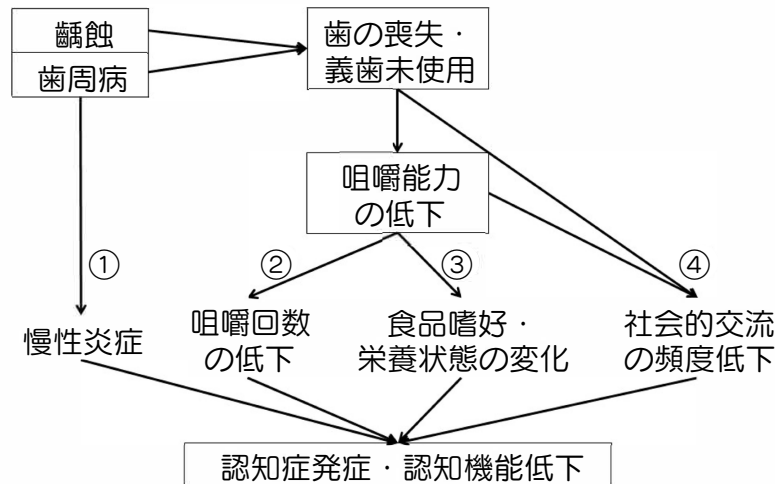 齲蝕
歯周病
歯の喪失・
義歯未使用
咀嚼能力
の低下
①
②
③
④
慢性炎症
咀嚼回数
の低下
食品嗜好・
栄養状態の変化
社会的交流
の頻度低下
認知症発症・認知機能低下